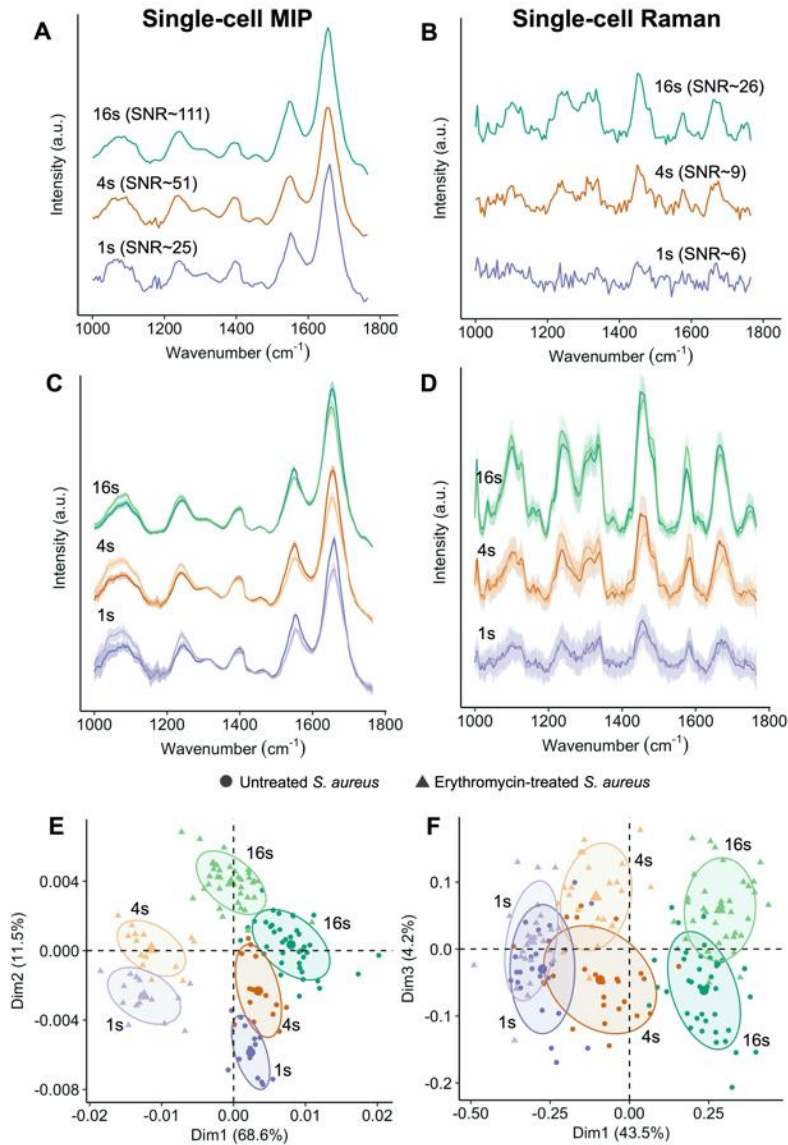 Single-cell MIP
Single-cell Raman
A
16s (SNR~111)
4s (SNR~51)
1s (SNR~25)
Intensity (a.u.)
1000 1200 1400 1600 1800
Wavenumber (cm⁻¹)
B
16s (SNR~26)
4s (SNR~9)
1s (SNR~6)
Intensity (a.u.)
1000 1200 1400 1600 1800
Wavenumber (cm⁻¹)
C
16s
4s
1s
Intensity (a.u.)
1000 1200 1400 1600 1800
Wavenumber (cm⁻¹)
D
16s
4s
1s
Intensity (a.u.)
1000 1200 1400 1600 1800
Wavenumber (cm⁻¹)
Untreated S. aureus
Erythromycin-treated S. aureus
E
16s
4s
16s
1s
4s
1s
Dim2 (11.5%)
0.004
0.000
-0.004
-0.008
-0.02 -0.01 0.00 0.01 0.02
Dim1 (68.6%)
F
16s
4s
1s
1s
4s
16s
Dim3 (4.2%)
0.1
0.0
-0.1
-0.2
-0.50 -0.25 0.00 0.25
Dim1 (43.5%)